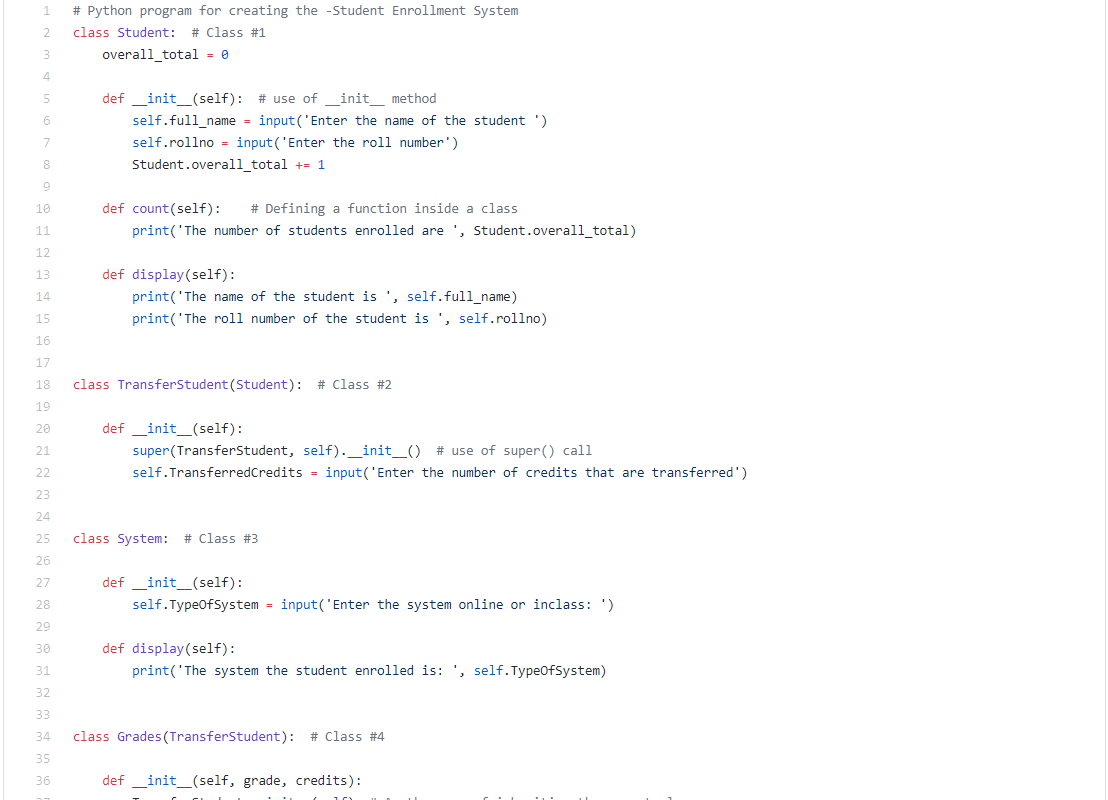 1 # Python program for creating the -Student Enrollment System
2 class Student:  # Class #1
3     overall_total = 0
4
5     def __init__(self):  # use of __init__ method
6         self.full_name = input('Enter the name of the student ')
7         self.rollno = input('Enter the roll number')
8         Student.overall_total += 1
9
10     def count(self):    # Defining a function inside a class
11         print('The number of students enrolled are ', Student.overall_total)
12
13     def display(self):
14         print('The name of the student is ', self.full_name)
15         print('The roll number of the student is ', self.rollno)
16
17
18 class TransferStudent(Student):  # Class #2
19
20     def __init__(self):
21         super(TransferStudent, self).__init__()  # use of super() call
22         self.TransferredCredits = input('Enter the number of credits that are transferred')
23
24
25 class System:  # Class #3
26
27     def __init__(self):
28         self.TypeOfSystem = input('Enter the system online or inclass: ')
29
30     def display(self):
31         print('The system the student enrolled is: ', self.TypeOfSystem)
32
33
34 class Grades(TransferStudent):  # Class #4
35
36     def __init__(self, grade, credits):